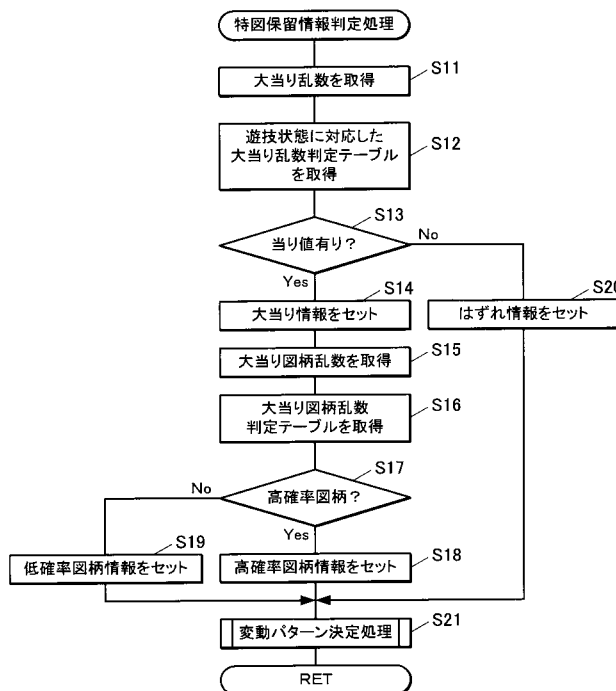 特図保留情報判定処理
大当り乱数を取得
S11
遊技状態に対応した
大当り乱数判定テーブル
を取得
S12
当り値有り?
S13
No
Yes
大当り情報をセット
S14
はずれ情報をセット
S20
大当り図柄乱数を取得
S15
大当り図柄乱数
判定テーブルを取得
S16
高確率図柄?
S17
No
Yes
低確率図柄情報をセット
S19
高確率図柄情報をセット
S18
変動パターン決定処理
S21
RET